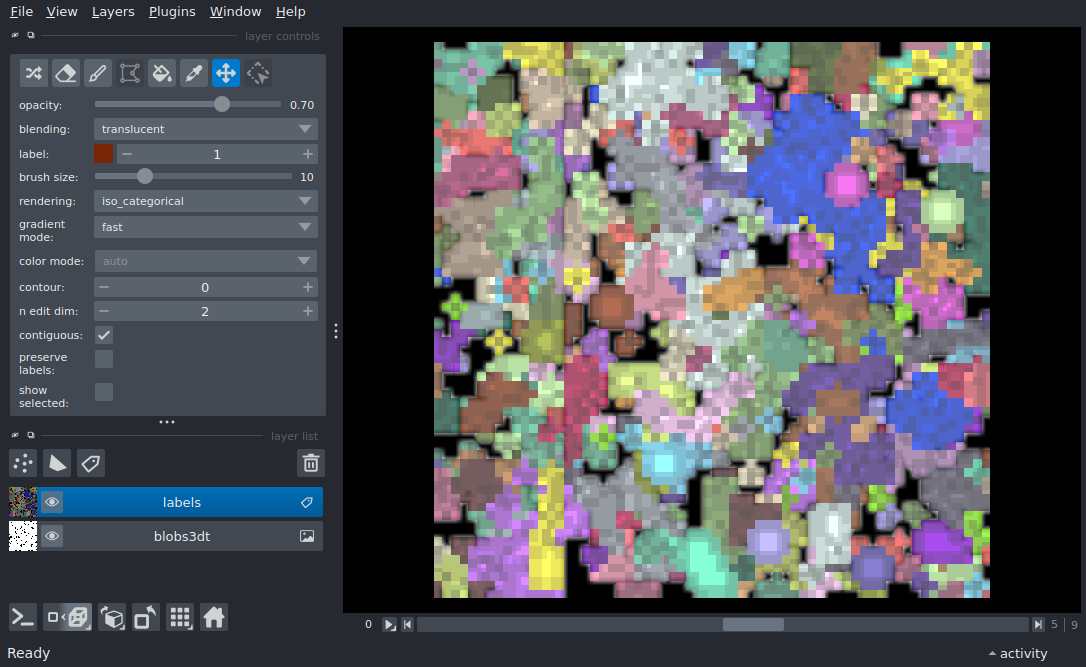 File View Layers Plugins Window Help
layer controls
opacity: 0.70
blending: translucent
label: 1
brush size: 10
rendering: iso_categorical
gradient
mode: fast
color mode: auto
contour: 0
n edit dim: 2
contiguous:
preserve
labels:
show
selected:
layer list
labels
blobs3dt
0 5 | 9
Ready activity